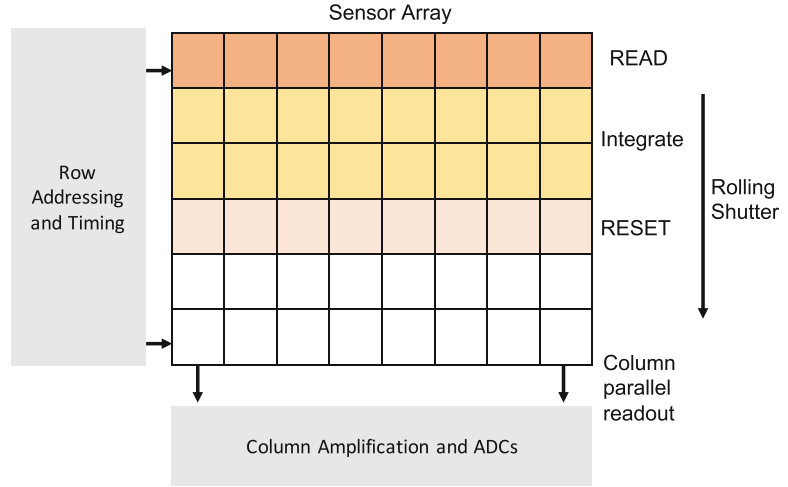 Sensor Array
READ
Integrate
Row
Addressing
and Timing
Rolling
Shutter
RESET
Column
parallel
readout
Column Amplification and ADCs